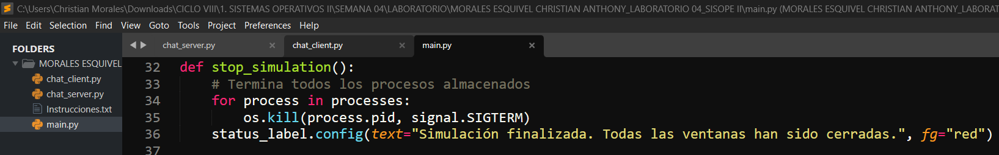 C:\Users\Christian Morales\Downloads\CICLO VIII\1. SISTEMAS OPERATIVOS II\SEMANA 04\LABORATORIO\MORALES ESQUIVEL CHRISTIAN ANTHONY_LABORATORIO 04_SISOPE II\main.py (MORALES ESQUIVEL CHRISTIAN ANTHONY_LABORAT
File Edit Selection Find View Goto Tools Project Preferences Help
FOLDERS
MORALES ESQUIVEL
chat_client.py
chat_server.py
Instrucciones.txt
main.py
chat_server.py × chat_client.py × main.py ×
32 def stop_simulation():
33     # Termina todos los procesos almacenados
34     for process in processes:
35         os.kill(process.pid, signal.SIGTERM)
36     status_label.config(text="Simulación finalizada. Todas las ventanas han sido cerradas.", fg="red")
37